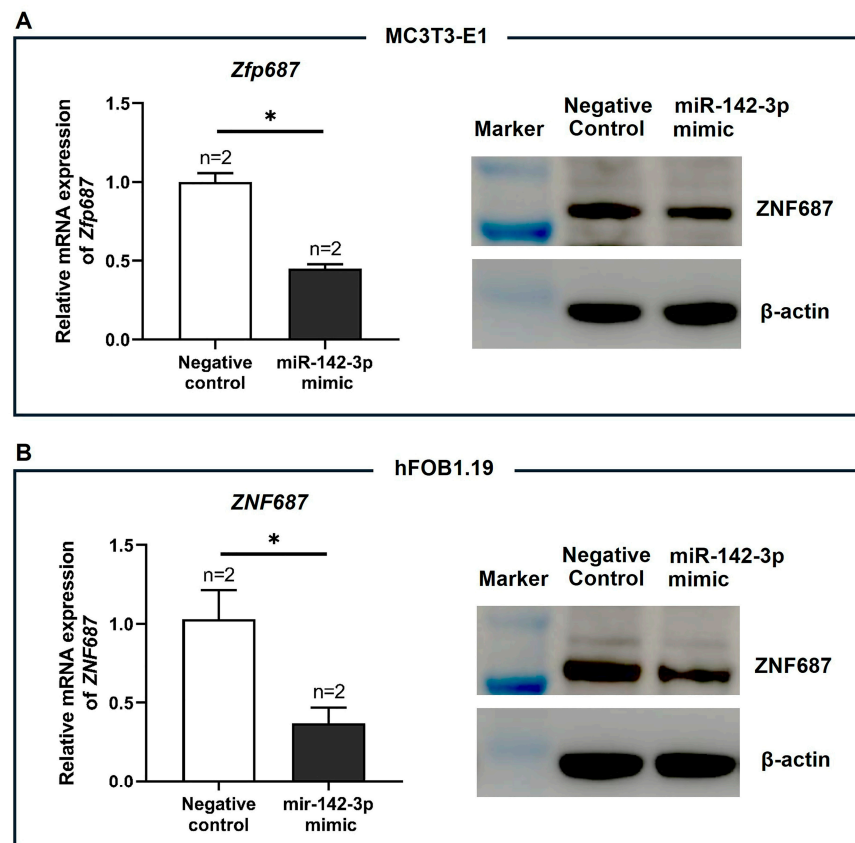 A
MC3T3-E1
Zfp687
Relative mRNA expression
of Zfp687
1.5
1.0
0.5
0.0
*
n=2
n=2
Negative
control
miR-142-3p
mimic
Marker
Negative
Control
miR-142-3p
mimic
ZNF687
β-actin
B
hFOB1.19
ZNF687
Relative mRNA expression
of ZNF687
1.5
1.0
0.5
0.0
*
n=2
n=2
Negative
control
mir-142-3p
mimic
Marker
Negative
Control
miR-142-3p
mimic
ZNF687
β-actin